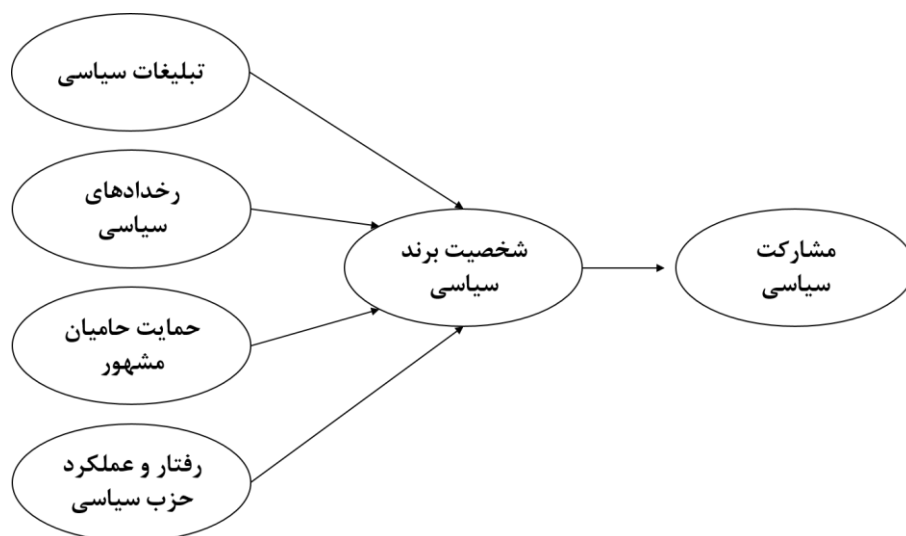 تبلیغات سیاسی
رخدادهای
سیاسی
حمایت حامیان
مشهور
رفتار و عملکرد
حزب سیاسی
شخصیت برند
سیاسی
مشارکت
سیاسی